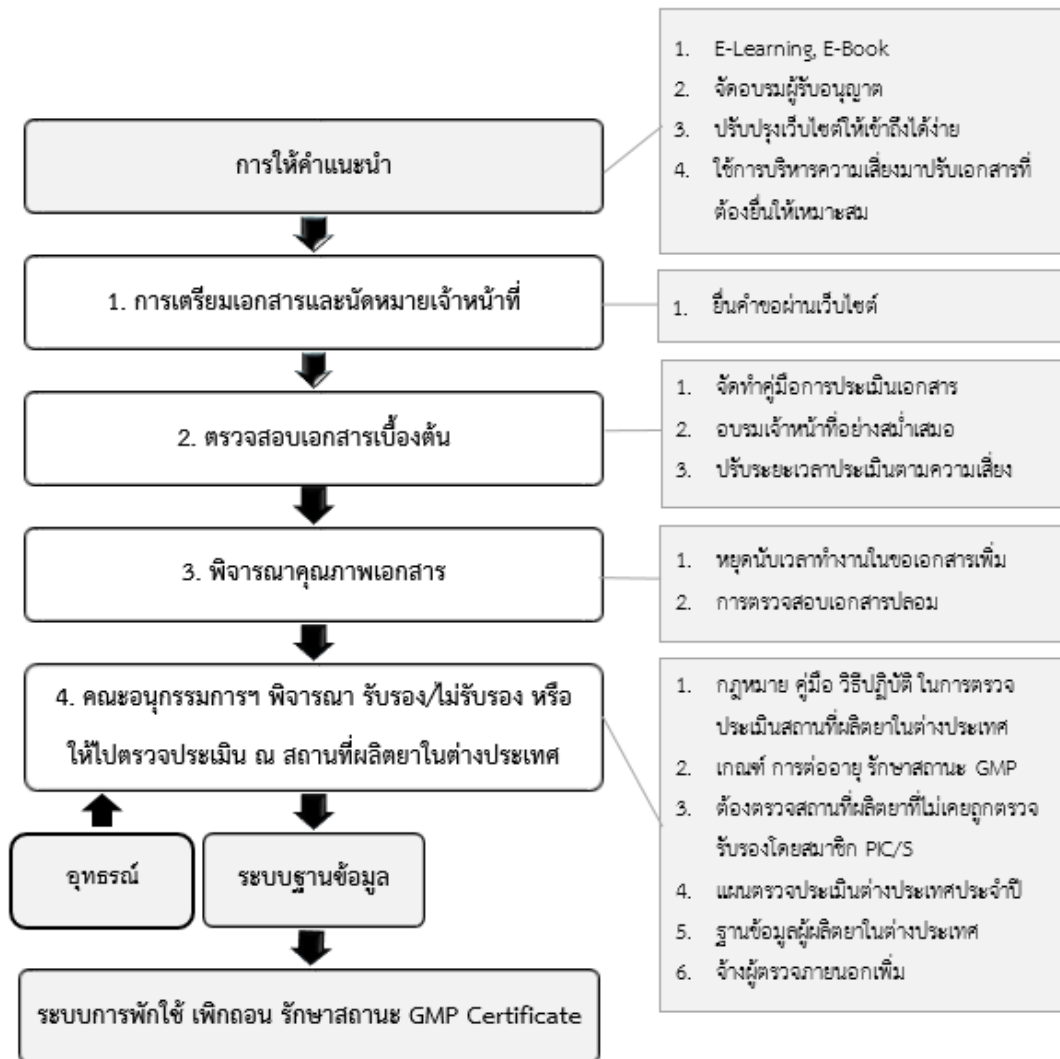 การให้คำแนะนำ
1. E-Learning, E-Book
2. จัดอบรมผู้รับอนุญาต
3. ปรับปรุงเว็บไซต์ให้เข้าถึงได้ง่าย
4. ใช้การบริหารความเสี่ยงมาปรับเอกสารที่
ต้องยื่นให้เหมาะสม
1. การเตรียมเอกสารและนัดหมายเจ้าหน้าที่
1. ยื่นคำขอผ่านเว็บไซต์
2. ตรวจสอบเอกสารเบื้องต้น
1. จัดทำคู่มือการประเมินเอกสาร
2. อบรมเจ้าหน้าที่อย่างสม่ำเสมอ
3. ปรับระยะเวลาประเมินตามความเสี่ยง
3. พิจารณาคุณภาพเอกสาร
1. หยุดนับเวลาทำงานในขอเอกสารเพิ่ม
2. การตรวจสอบเอกสารปลอม
4. คณะอนุกรรมการฯ พิจารณา รับรอง/ไม่รับรอง หรือ
ให้ไปตรวจประเมิน ณ สถานที่ผลิตยาในต่างประเทศ
1. กฎหมาย คู่มือ วิธีปฏิบัติ ในการตรวจ
ประเมินสถานที่ผลิตยาในต่างประเทศ
2. เกณฑ์ การต่ออายุ รักษาสถานะ GMP
3. ต้องตรวจสถานที่ผลิตยาที่ไม่เคยถูกตรวจ
รับรองโดยสมาชิก PIC/S
4. แผนตรวจประเมินต่างประเทศประจำปี
5. ฐานข้อมูลผู้ผลิตยาในต่างประเทศ
6. จ้างผู้ตรวจภายนอกเพิ่ม
อุทธรณ์
ระบบฐานข้อมูล
ระบบการพักใช้ เพิกถอน รักษาสถานะ GMP Certificate